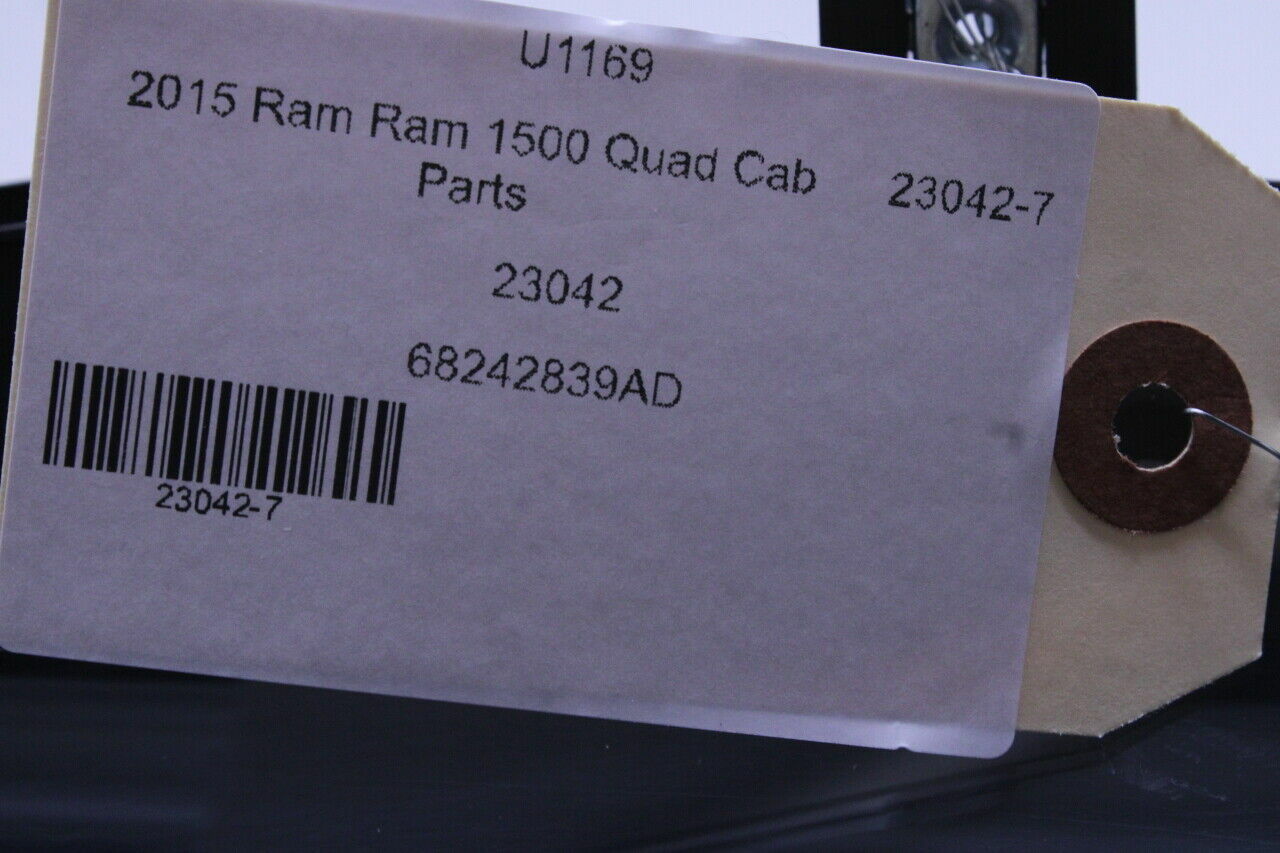 U1169
2015 Ram Ram 1500 Quad Cab 23042-7
Parts
23042
68242839AD
23042-7